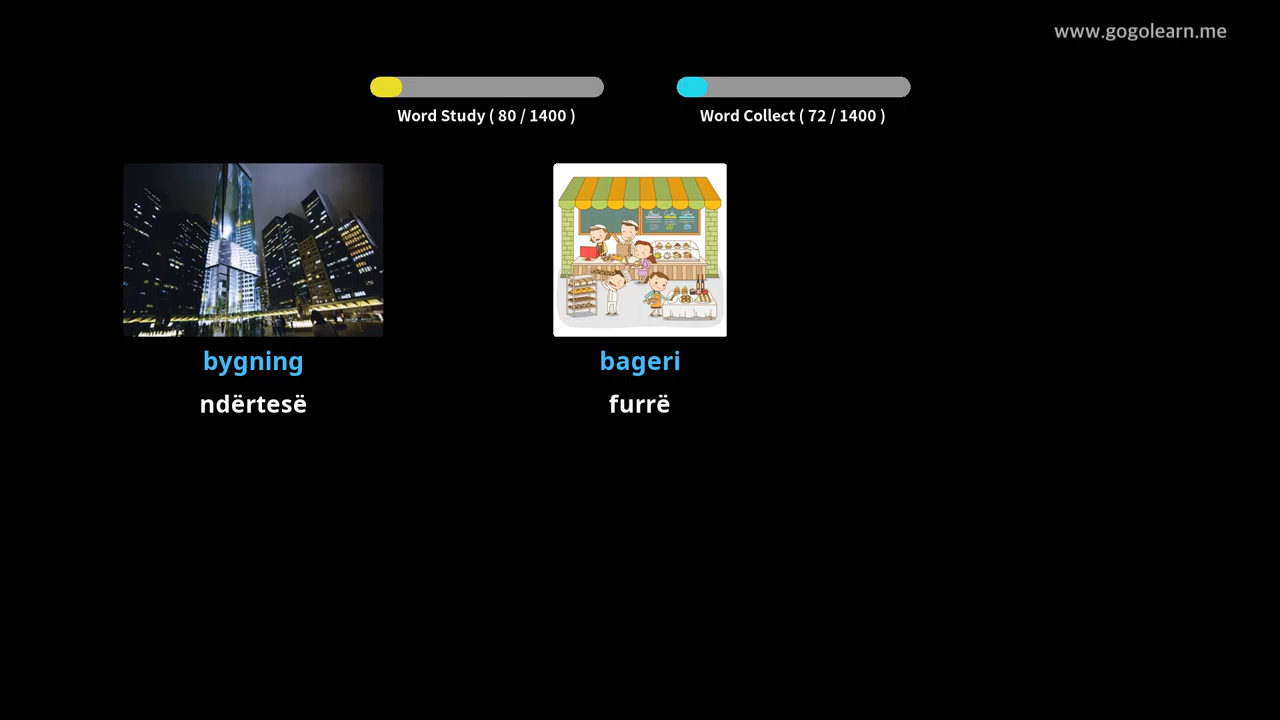 www.gogolearn.me
Word Study ( 80 / 1400 )
Word Collect ( 72 / 1400 )
bygning
ndërtesë
bageri
furrë